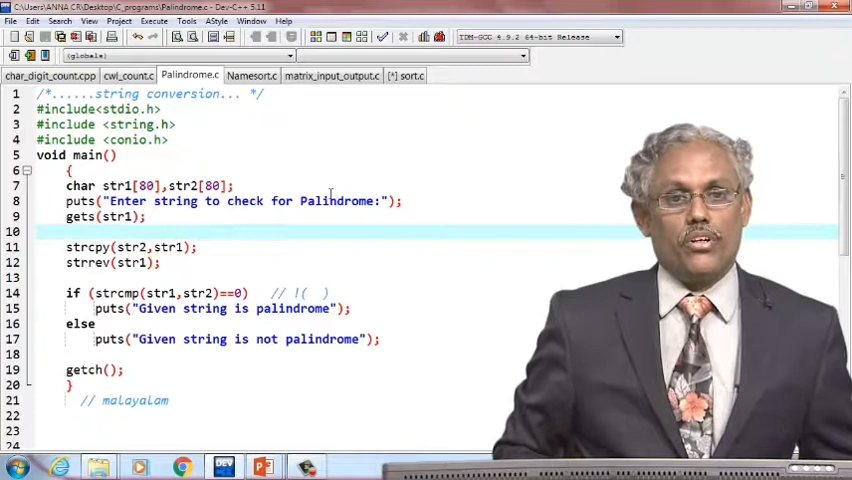 C:\Users\ANNA CR\Desktop\C_programs\Palindrome.c - Dev-C++ 5.11
File Edit Search View Project Execute Tools AStyle Window Help
TDM-GCC 4.9.2 64-bit Release
(globals)
char_digit_count.cpp cwl_count.c Palindrome.c Namesort.c matrix_input_output.c [*] sort.c
1 /*......string conversion... */
2 #include<stdio.h>
3 #include <string.h>
4 #include <conio.h>
5 void main()
6 {
7 char str1[80],str2[80];
8 puts("Enter string to check for Palindrome:");
9 gets(str1);
10
11 strcpy(str2,str1);
12 strrev(str1);
13
14 if (strcmp(str1,str2)==0) // !( )
15 puts("Given string is palindrome");
16 else
17 puts("Given string is not palindrome");
18
19 getch();
20 }
21 // malayalam
22
23
24
DEV